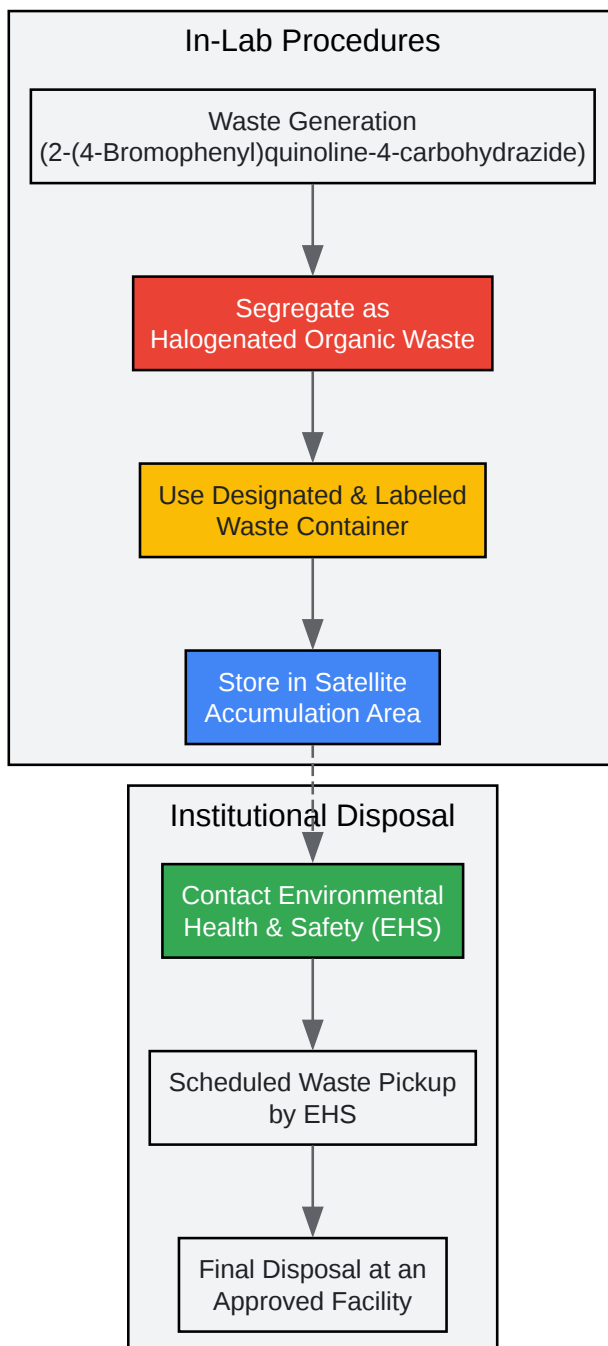 In-Lab Procedures
Waste Generation
(2-(4-Bromophenyl)quinoline-4-carbohydrazide)
Segregate as
Halogenated Organic Waste
Use Designated & Labeled
Waste Container
Store in Satellite
Accumulation Area
Institutional Disposal
Contact Environmental
Health & Safety (EHS)
Scheduled Waste Pickup
by EHS
Final Disposal at an
Approved Facility